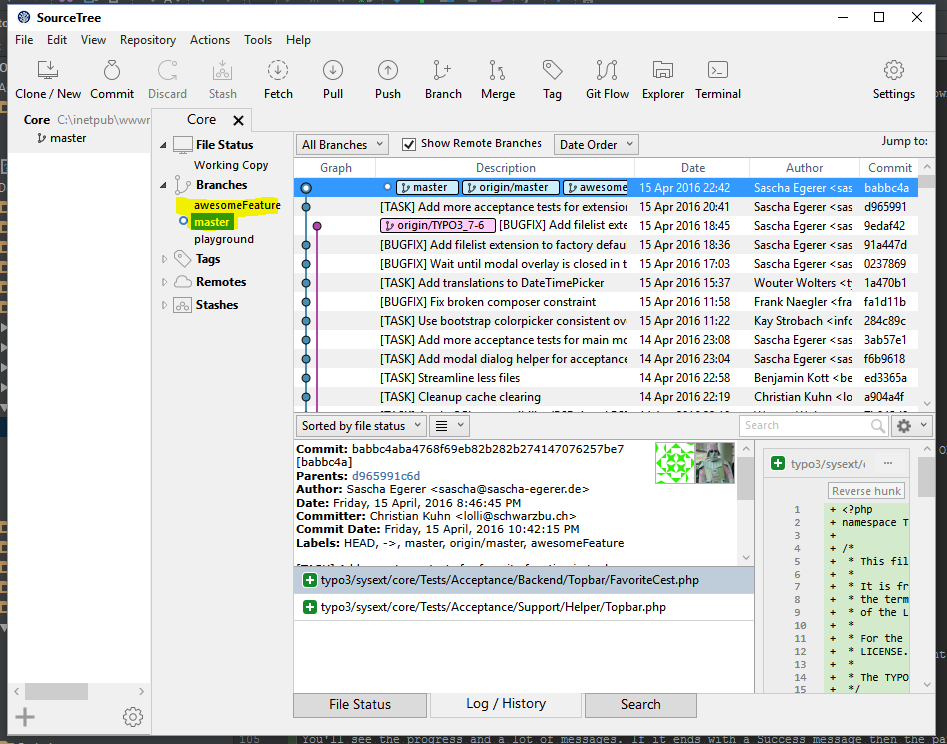 SourceTree
File Edit View Repository Actions Tools Help
Clone / New Commit Discard Stash Fetch Pull Push Branch Merge Tag Git Flow Explorer Terminal Settings
Core C:\inetpub\wwwr
master
Core
File Status
Working Copy
Branches
awesomeFeature
master
playground
Tags
Remotes
Stashes
All Branches Show Remote Branches Date Order Jump to:
Graph Description Date Author Commit
master origin/master awesome 15 Apr 2016 22:42 Sascha Egerer <sas babbc4a
[TASK] Add more acceptance tests for extension 15 Apr 2016 20:41 Sascha Egerer <sas d965991
origin/TYPO3_7-6 [BUGFIX] Add filelist exte 15 Apr 2016 18:45 Sascha Egerer <sas 9edaf42
[BUGFIX] Add filelist extension to factory defau 15 Apr 2016 18:36 Sascha Egerer <sas 91a447d
[BUGFIX] Wait until modal overlay is closed in t 15 Apr 2016 17:03 Sascha Egerer <sas 0237869
[TASK] Add translations to DateTimePicker 15 Apr 2016 15:37 Wouter Wolters <ty 1a470b1
[BUGFIX] Fix broken composer constraint 15 Apr 2016 11:58 Frank Naegler <fra fa1d11b
[TASK] Use bootstrap colorpicker consistent ov 15 Apr 2016 11:22 Kay Strobach <info 284c89c
[TASK] Add more acceptance tests for main mo 14 Apr 2016 23:08 Sascha Egerer <sas 3ab57e1
[TASK] Add modal dialog helper for acceptance 14 Apr 2016 23:04 Sascha Egerer <sas f6b9618
[TASK] Streamline less files 14 Apr 2016 22:58 Benjamin Kott <be ed3365a
[TASK] Cleanup cache clearing 14 Apr 2016 22:19 Christian Kuhn <lo a904a4f
Sorted by file status Search
Commit: babbc4aba4768f69eb82b282b274147076257be7
[babbc4a]
Parents: d965991c6d
Author: Sascha Egerer <sascha@sascha-egerer.de>
Date: Friday, 15 April, 2016 8:46:45 PM
Committer: Christian Kuhn <lolli@schwarzbu.ch>
Commit Date: Friday, 15 April, 2016 10:42:15 PM
Labels: HEAD, ->, master, origin/master, awesomeFeature
typo3/sysext/core/Tests/Acceptance/Backend/Topbar/FavoriteCest.php
typo3/sysext/core/Tests/Acceptance/Support/Helper/Topbar.php
typo3/sysext/c ...
Reverse hunk
1 + <?php
2 + namespace T
3 +
4 + /*
5 + * This fil
6 + *
7 + * It is fr
8 + * the term
9 + * of the L
10 + *
11 + * For the
12 + * LICENSE.
13 + *
14 + * The TYPO
15 + */
File Status Log / History Search
105 You'll see the progress and a lot of messages. If it ends with a Success message then the pa